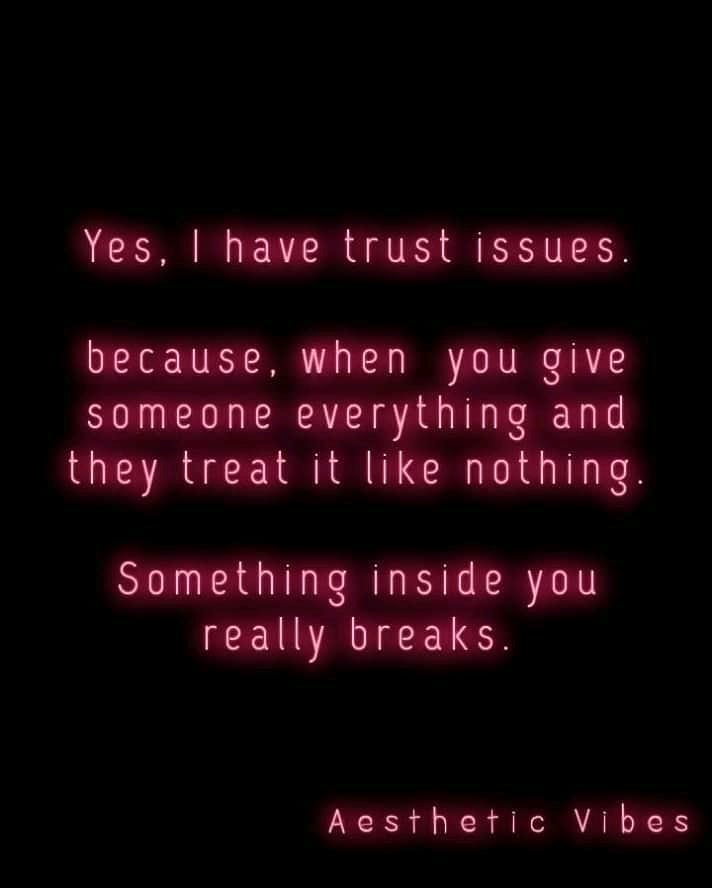 Yes, I have trust issues.
because, when you give
someone everything and
they treat it like nothing.
Something inside you
really breaks.
Aesthetic Vibes